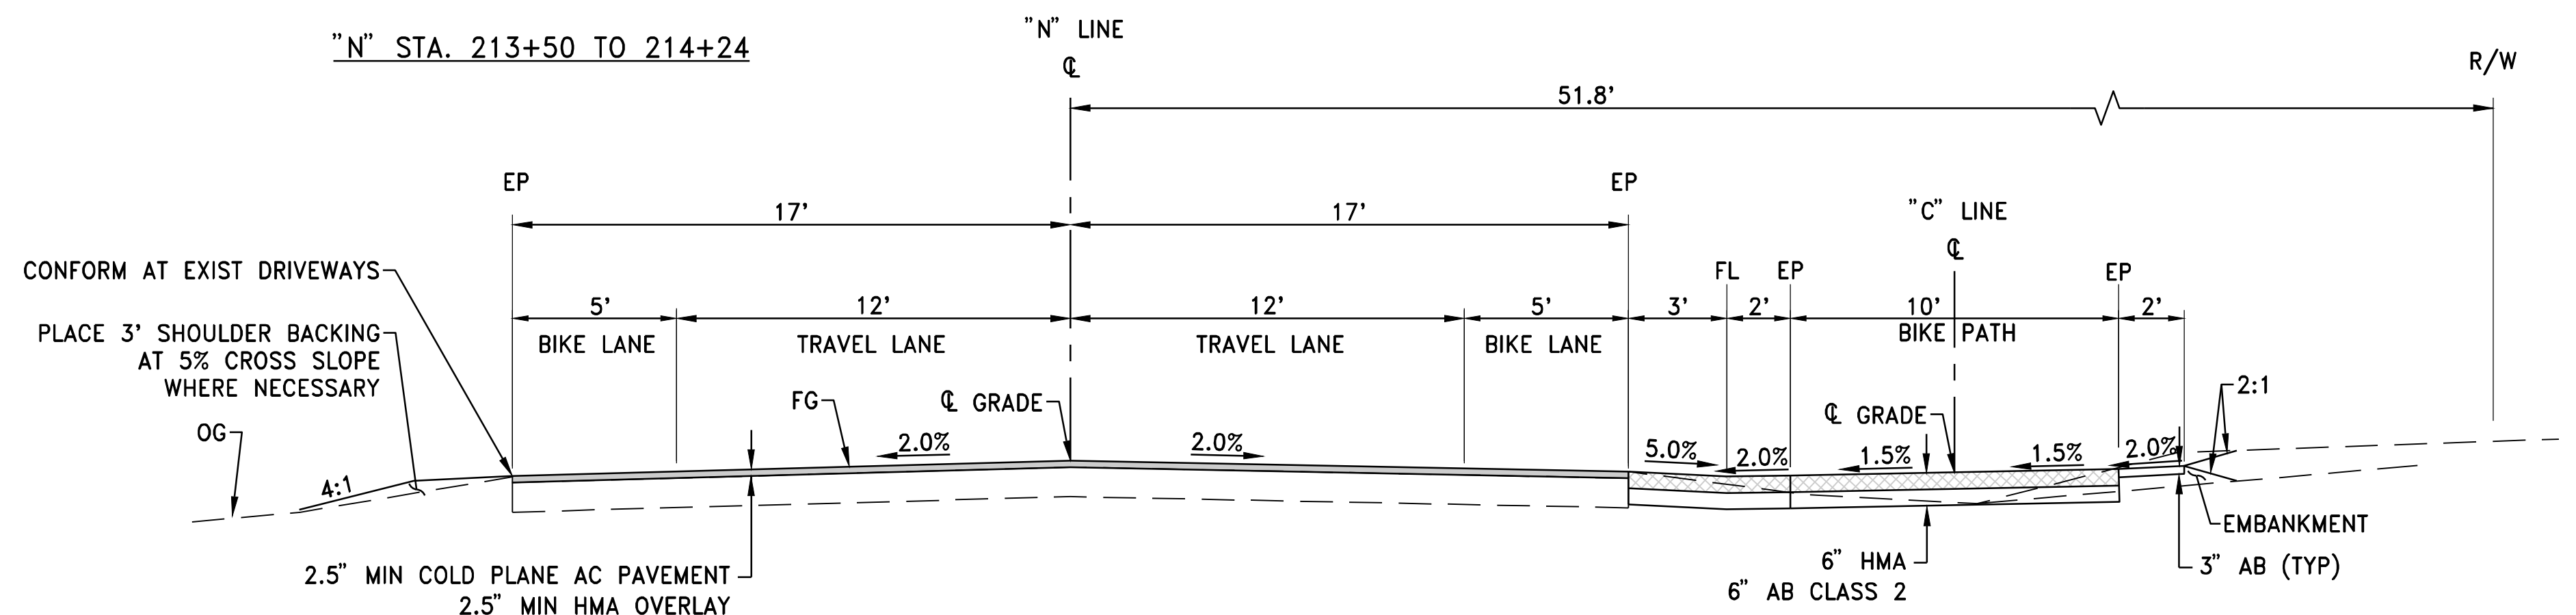 "N" STA. 213+50 TO 214+24
"N" LINE
℄
R/W
51.8'
EP
EP
17'
17'
"C" LINE
℄
CONFORM AT EXIST DRIVEWAYS
FL
EP
EP
5'
12'
12'
5'
3'
2'
10'
2'
BIKE LANE
TRAVEL LANE
TRAVEL LANE
BIKE LANE
BIKE PATH
PLACE 3' SHOULDER BACKING
AT 5% CROSS SLOPE
WHERE NECESSARY
2:1
FG
℄ GRADE
℄ GRADE
OG
2.0%
2.0%
5.0%
2.0%
1.5%
1.5%
2.0%
4:1
EMBANKMENT
2.5" MIN COLD PLANE AC PAVEMENT
2.5" MIN HMA OVERLAY
6" HMA
6" AB CLASS 2
3" AB (TYP)